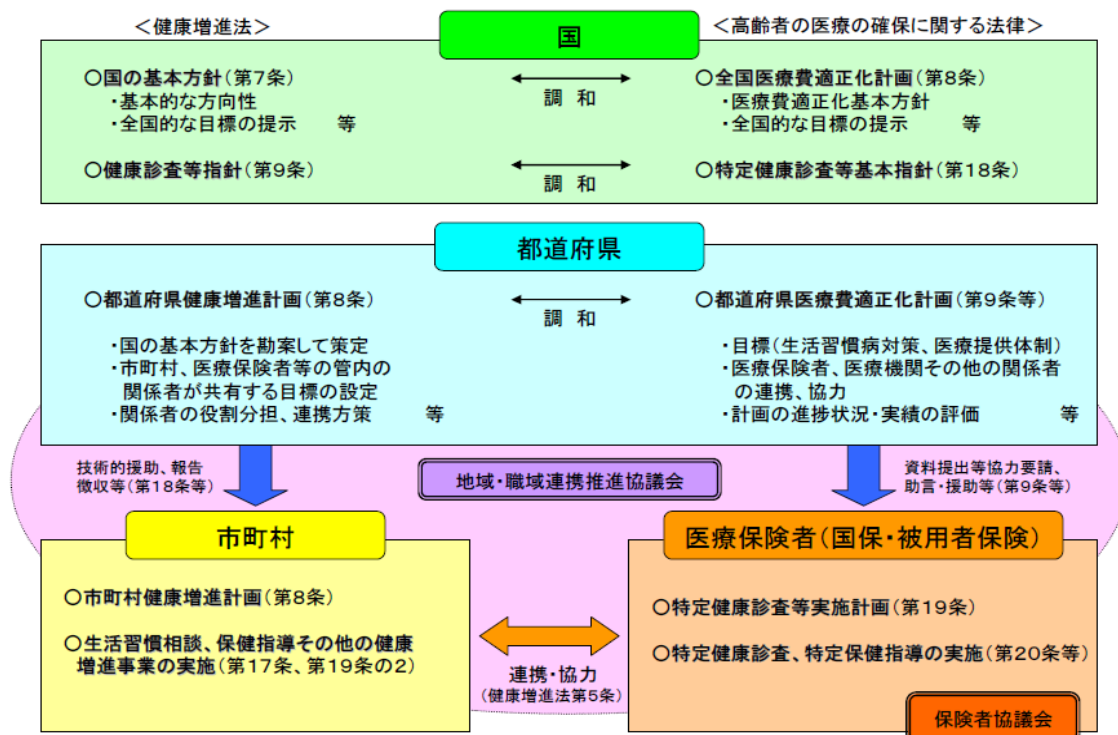 ＜健康増進法＞
国
＜高齢者の医療の確保に関する法律＞
○国の基本方針（第7条）
・基本的な方向性
・全国的な目標の提示　　等
調 和
○全国医療費適正化計画（第8条）
・医療費適正化基本方針
・全国的な目標の提示　　等
○健康診査等指針（第9条）
調 和
○特定健康診査等基本指針（第18条）
都道府県
○都道府県健康増進計画（第8条）
調 和
○都道府県医療費適正化計画（第9条等）
・国の基本方針を勘案して策定
・市町村、医療保険者等の管内の
関係者が共有する目標の設定
・関係者の役割分担、連携方策　　等
・目標（生活習慣病対策、医療提供体制）
・医療保険者、医療機関その他の関係者
の連携、協力
・計画の進捗状況・実績の評価　　等
技術的援助、報告
徴収等（第18条等）
地域・職域連携推進協議会
資料提出等協力要請、
助言・援助等（第9条等）
市町村
○市町村健康増進計画（第8条）
○生活習慣相談、保健指導その他の健康
増進事業の実施（第17条、第19条の2）
連携・協力
（健康増進法第5条）
医療保険者（国保・被用者保険）
○特定健康診査等実施計画（第19条）
○特定健康診査、特定保健指導の実施（第20条等）
保険者協議会